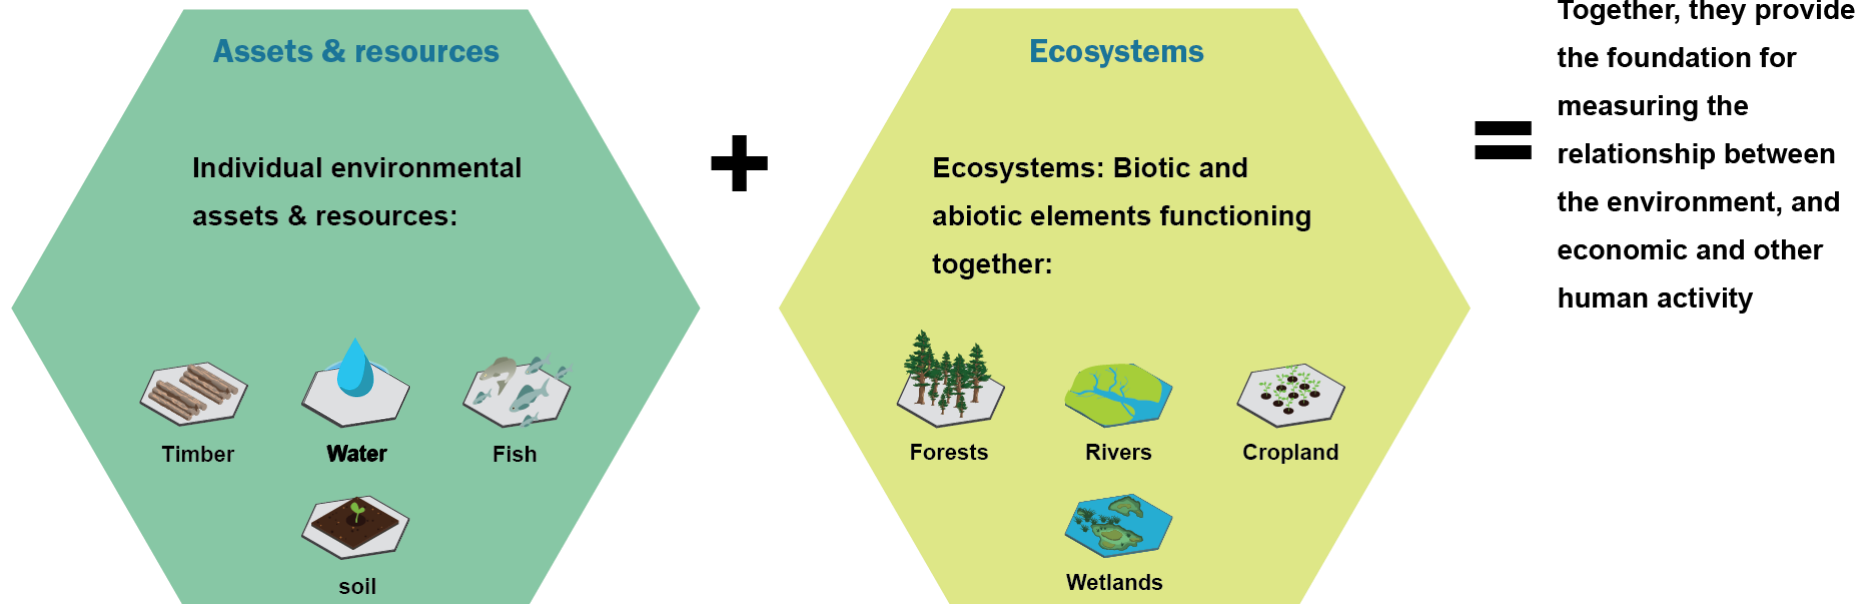 Assets & resources
Individual environmental
assets & resources:
Timber
Water
Fish
soil
+
Ecosystems
Ecosystems: Biotic and
abiotic elements functioning
together:
Forests
Rivers
Cropland
Wetlands
=
Together, they provide
the foundation for
measuring the
relationship between
the environment, and
economic and other
human activity